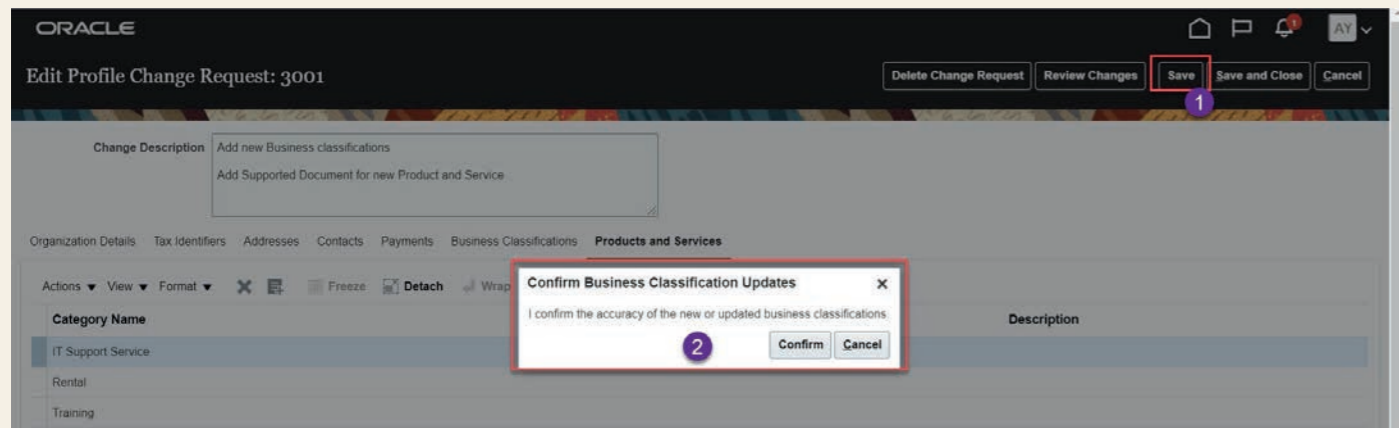 ORACLE
1
AY
Edit Profile Change Request: 3001
Delete Change Request Review Changes Save Save and Close Cancel
1
Change Description Add new Business classifications
Add Supported Document for new Product and Service
Organization Details Tax Identifiers Addresses Contacts Payments Business Classifications Products and Services
Actions View Format Freeze Detach Wrap
Confirm Business Classification Updates
I confirm the accuracy of the new or updated business classifications
2 Confirm Cancel
Category Name Description
IT Support Service
Rental
Training